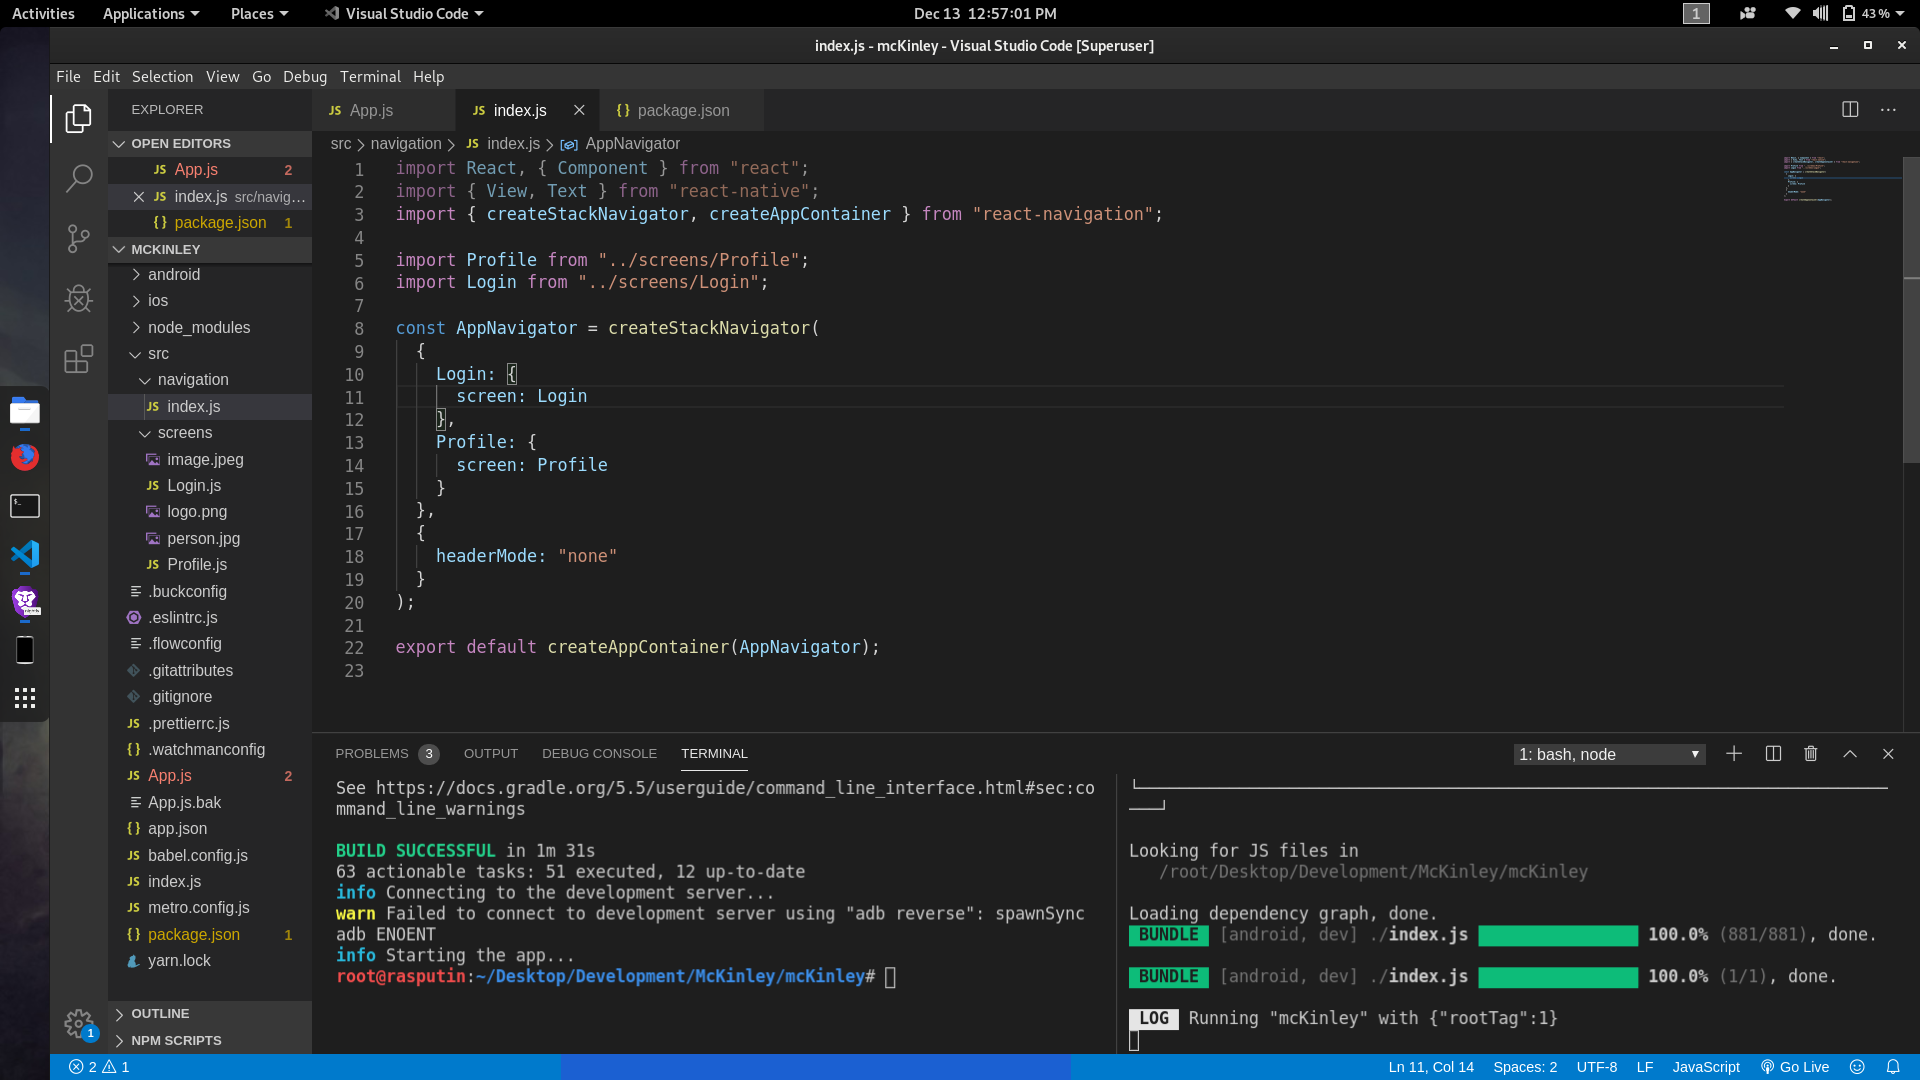 Activities Applications Places Visual Studio Code Dec 13 12:57:01 PM 1 43 %
index.js - mcKinley - Visual Studio Code [Superuser]
File Edit Selection View Go Debug Terminal Help
EXPLORER
OPEN EDITORS
JS App.js 2
JS index.js src/navig...
{} package.json 1
MCKINLEY
android
ios
node_modules
src
navigation
JS index.js
screens
image.jpeg
JS Login.js
logo.png
person.jpg
JS Profile.js
.buckconfig
.eslintrc.js
.flowconfig
.gitattributes
.gitignore
JS .prettierrc.js
{} .watchmanconfig
JS App.js 2
App.js.bak
{} app.json
JS babel.config.js
JS index.js
JS metro.config.js
{} package.json 1
yarn.lock
OUTLINE
NPM SCRIPTS
1
JS App.js JS index.js {} package.json
src > navigation > JS index.js > AppNavigator
1 import React, { Component } from "react";
2 import { View, Text } from "react-native";
3 import { createStackNavigator, createAppContainer } from "react-navigation";
4
5 import Profile from "../screens/Profile";
6 import Login from "../screens/Login";
7
8 const AppNavigator = createStackNavigator(
9 {
10 Login: {
11 screen: Login
12 },
13 Profile: {
14 screen: Profile
15 }
16 },
17 {
18 headerMode: "none"
19 }
20 );
21
22 export default createAppContainer(AppNavigator);
23
PROBLEMS 3 OUTPUT DEBUG CONSOLE TERMINAL 1: bash, node
See https://docs.gradle.org/5.5/userguide/command_line_interface.html#sec:co
mmand_line_warnings
BUILD SUCCESSFUL in 1m 31s
63 actionable tasks: 51 executed, 12 up-to-date
info Connecting to the development server...
warn Failed to connect to development server using "adb reverse": spawnSync
adb ENOENT
info Starting the app...
root@rasputin:~/Desktop/Development/McKinley/mcKinley#
Looking for JS files in
/root/Desktop/Development/McKinley/mcKinley
Loading dependency graph, done.
BUNDLE [android, dev] ./index.js 100.0% (881/881), done.
BUNDLE [android, dev] ./index.js 100.0% (1/1), done.
LOG Running "mcKinley" with {"rootTag":1}
2 1 Ln 11, Col 14 Spaces: 2 UTF-8 LF JavaScript Go Live